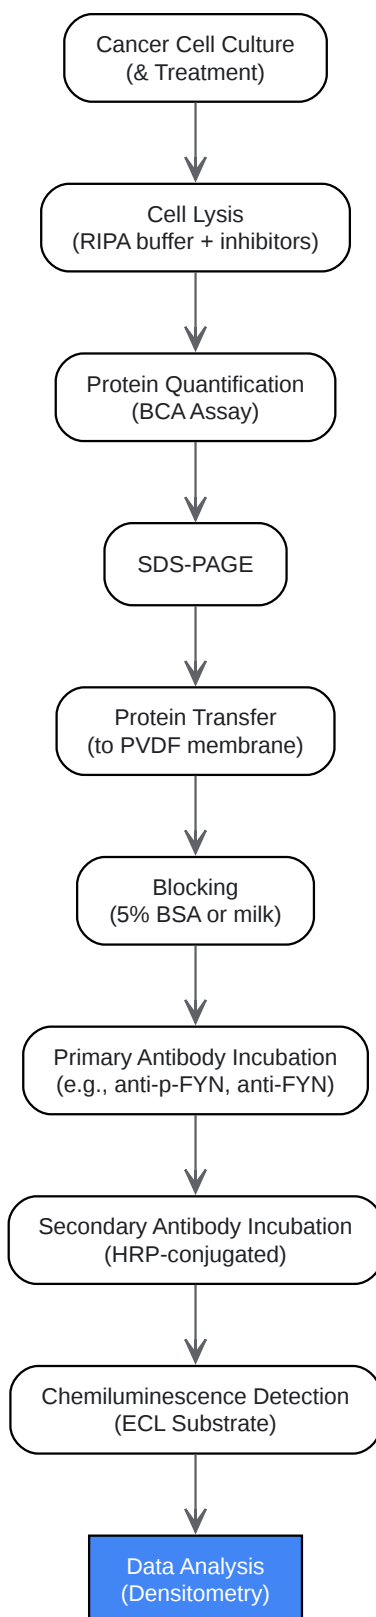 Cancer Cell Culture
(& Treatment)
Cell Lysis
(RIPA buffer + inhibitors)
Protein Quantification
(BCA Assay)
SDS-PAGE
Protein Transfer
(to PVDF membrane)
Blocking
(5% BSA or milk)
Primary Antibody Incubation
(e.g., anti-p-FYN, anti-FYN)
Secondary Antibody Incubation
(HRP-conjugated)
Chemiluminescence Detection
(ECL Substrate)
Data Analysis
(Densitometry)